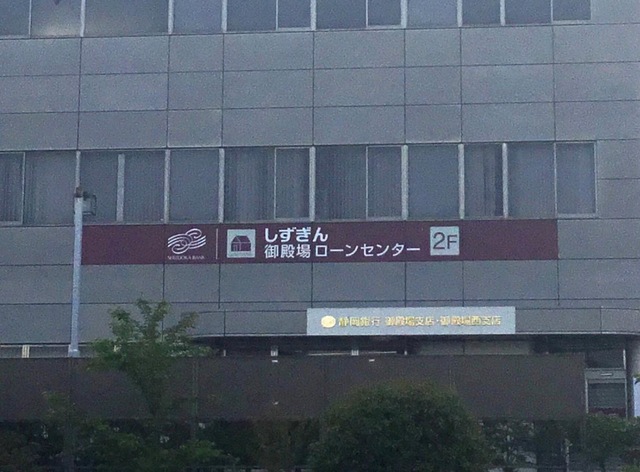 SHIZUOKA BANK
しずぎん
御殿場 ローンセンター
2F
静岡銀行 御殿場支店・御殿場西支店